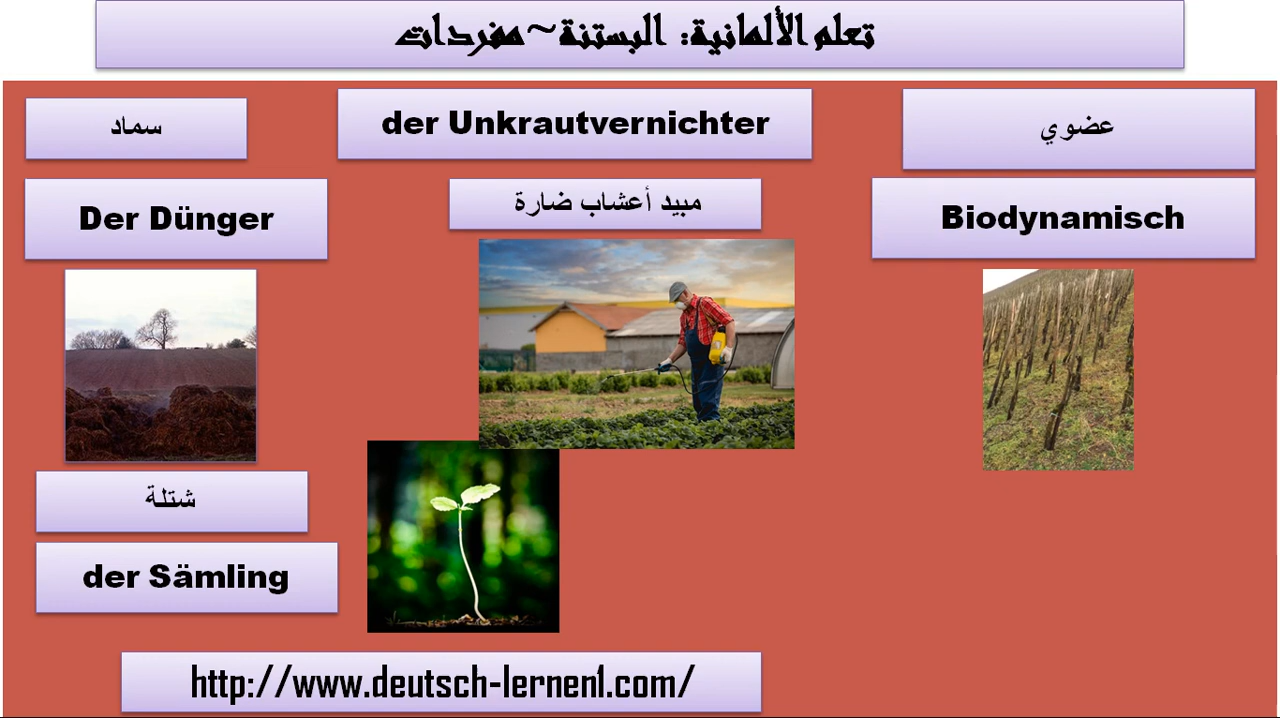 تعلم الألمانية: البستنة~مفردات
سماد
Der Dünger
der Unkrautvernichter
مبيد أعشاب ضارة
عضوي
Biodynamisch
شتلة
der Sämling
http://www.deutsch-lernen1.com/